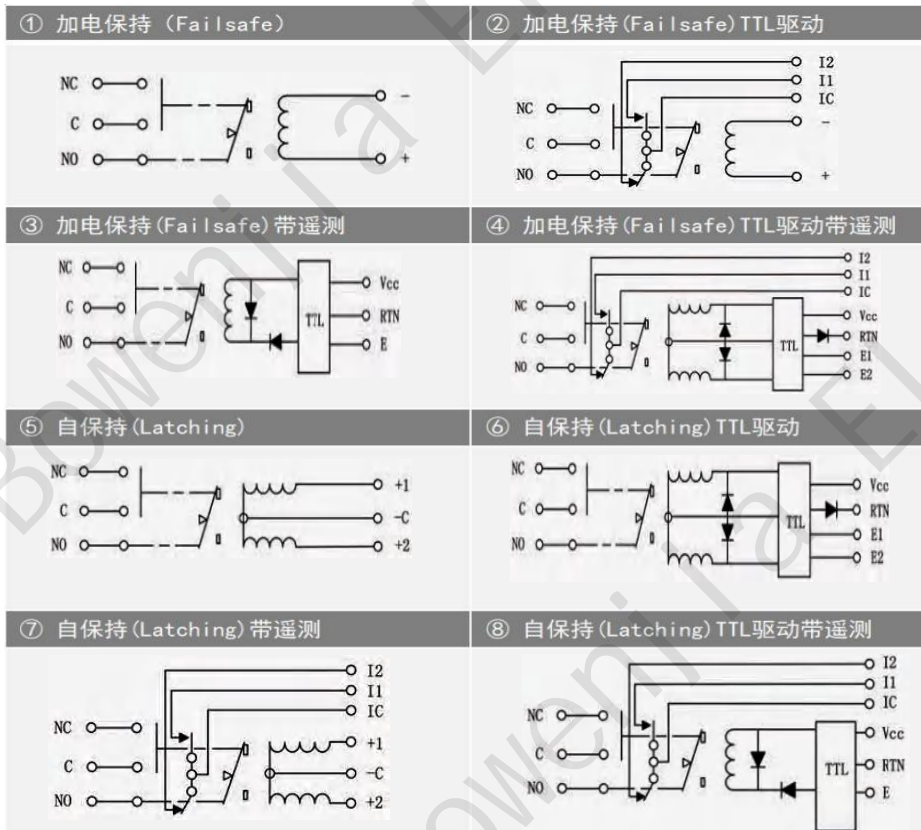 ① 加电保持 (Failsafe)
NC
C
NO
-
+
② 加电保持(Failsafe)TTL驱动
I2
I1
IC
NC
C
NO
-
+
③ 加电保持(Failsafe)带遥测
NC
C
NO
TTL
Vcc
RTN
E
④ 加电保持(Failsafe)TTL驱动带遥测
I2
I1
IC
NC
C
NO
TTL
Vcc
RTN
E1
E2
⑤ 自保持(Latching)
NC
C
NO
+1
-C
+2
⑥ 自保持(Latching)TTL驱动
NC
C
NO
TTL
Vcc
RTN
E1
E2
⑦ 自保持(Latching)带遥测
I2
I1
IC
NC
C
NO
+1
-C
+2
⑧ 自保持(Latching)TTL驱动带遥测
I2
I1
IC
NC
C
NO
TTL
Vcc
RTN
E
Bowenjia El
Bowenjia El